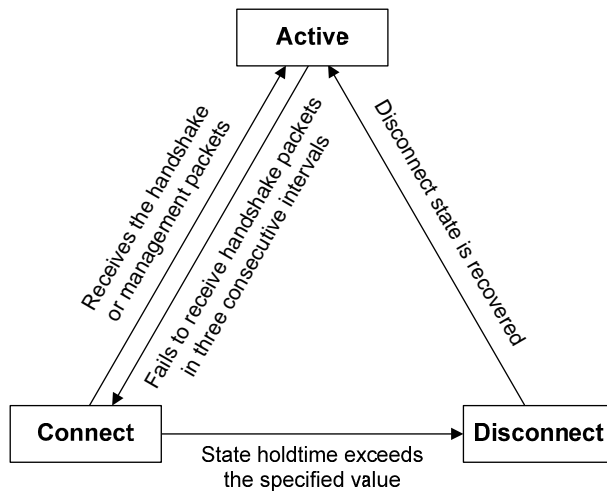 Active
Receives the handshake
or management packets
Fails to receive handshake packets
in three consecutive intervals
Disconnect state is recovered
Connect
Disconnect
State holdtime exceeds
the specified value